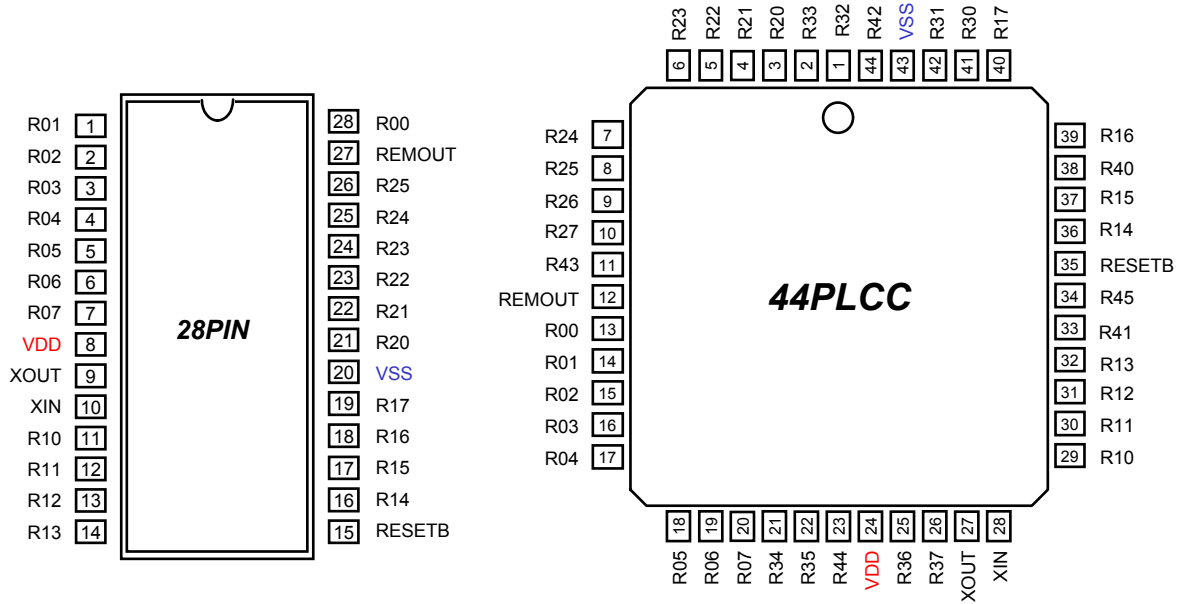 R01 1
R02 2
R03 3
R04 4
R05 5
R06 6
R07 7
VDD 8
XOUT 9
XIN 10
R10 11
R11 12
R12 13
R13 14
28PIN
28 R00
27 REMOUT
26 R25
25 R24
24 R23
23 R22
22 R21
21 R20
20 VSS
19 R17
18 R16
17 R15
16 R14
15 RESETB
R23 R22 R21 R20 R33 R32 R42 VSS R31 R30 R17
6 5 4 3 2 1 44 43 42 41 40
R24 7
R25 8
R26 9
R27 10
R43 11
REMOUT 12
R00 13
R01 14
R02 15
R03 16
R04 17
44PLCC
39 R16
38 R40
37 R15
36 R14
35 RESETB
34 R45
33 R41
32 R13
31 R12
30 R11
29 R10
18 19 20 21 22 23 24 25 26 27 28
R05 R06 R07 R34 R35 R44 VDD R36 R37 XOUT XIN